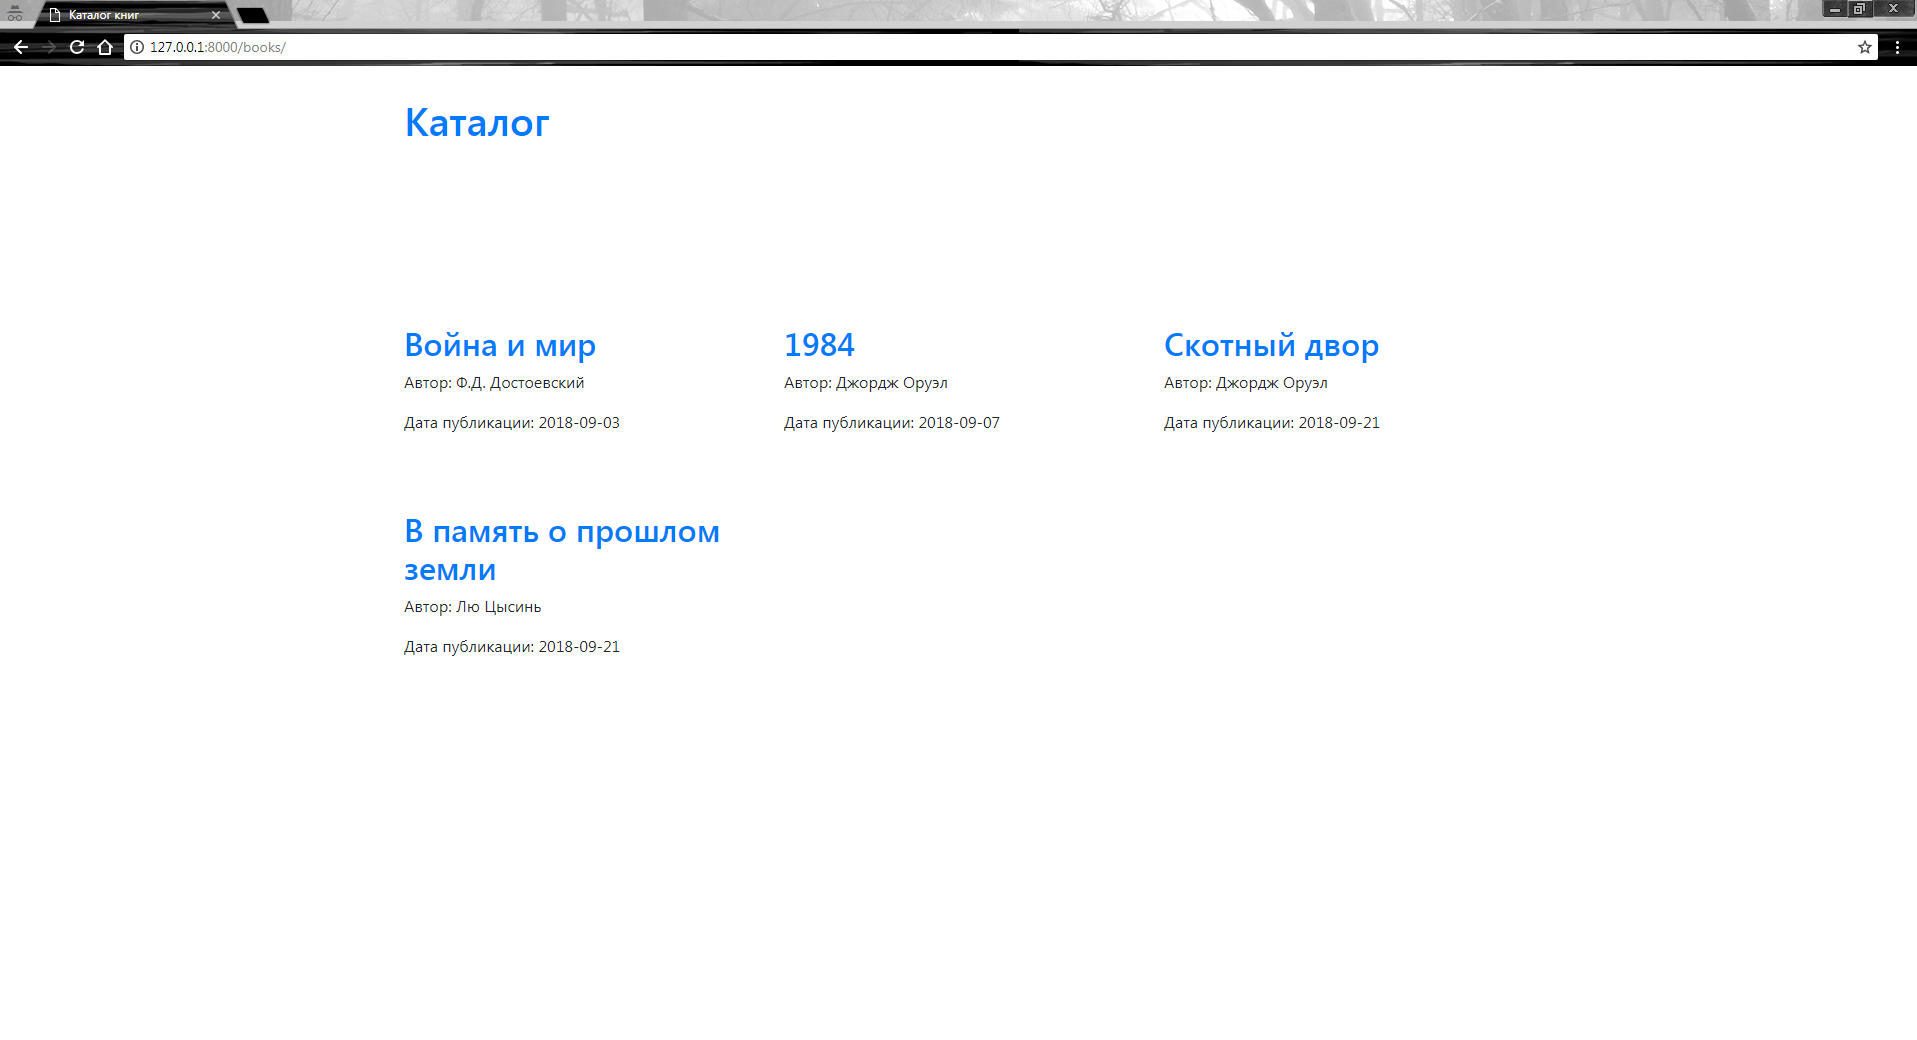 Каталог книг
127.0.0.1:8000/books/
Каталог
Война и мир
Автор: Ф.Д. Достоевский
Дата публикации: 2018-09-03
1984
Автор: Джордж Оруэл
Дата публикации: 2018-09-07
Скотный двор
Автор: Джордж Оруэл
Дата публикации: 2018-09-21
В память о прошлом
земли
Автор: Лю Цысинь
Дата публикации: 2018-09-21